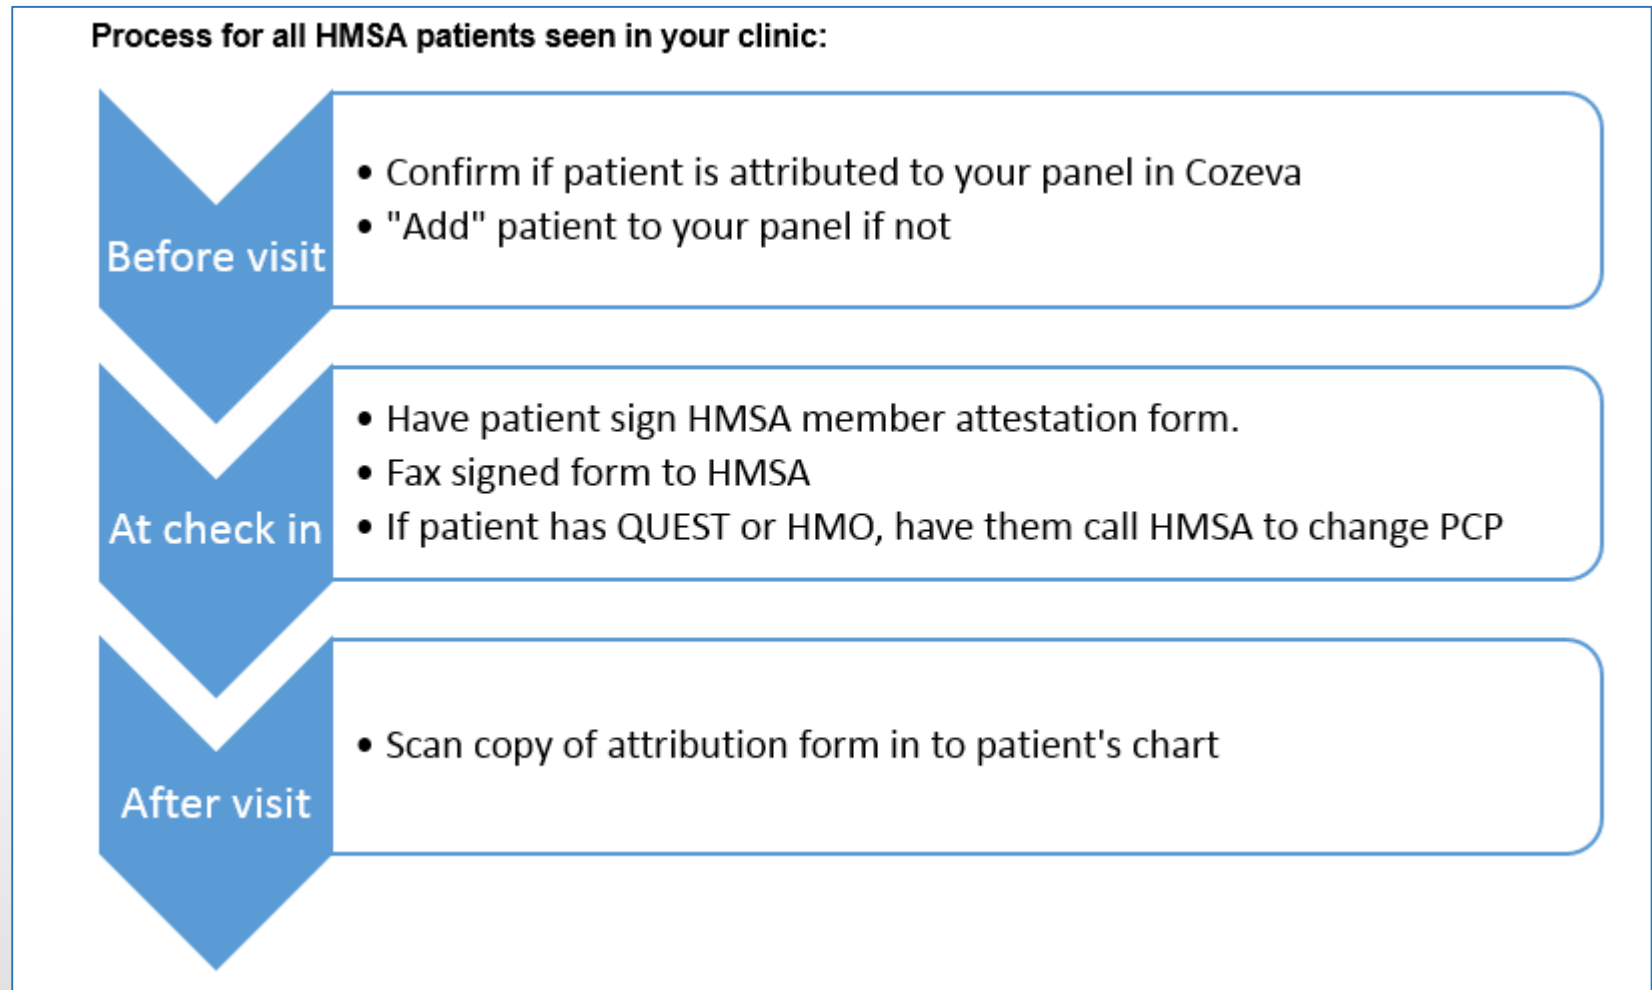 Process for all HMSA patients seen in your clinic:
Before visit
• Confirm if patient is attributed to your panel in Cozeva
• "Add" patient to your panel if not
At check in
• Have patient sign HMSA member attestation form.
• Fax signed form to HMSA
• If patient has QUEST or HMO, have them call HMSA to change PCP
After visit
• Scan copy of attribution form in to patient's chart